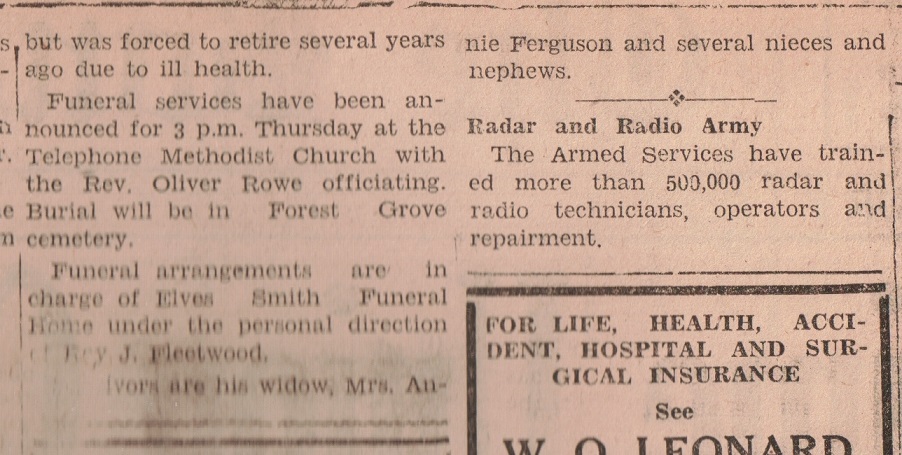 but was forced to retire several years
ago due to ill health.
Funeral services have been an-
nounced for 3 p.m. Thursday at the
Telephone Methodist Church with
the Rev. Oliver Rowe officiating.
Burial will be in Forest Grove
cemetery.
Funeral arrangements are in
charge of Elves Smith Funeral
Home under the personal direction
J. Fleetwood.
are his widow, Mrs. An-
nie Ferguson and several nieces and
nephews.
Radar and Radio Army
The Armed Services have train-
ed more than 500,000 radar and
radio technicians, operators and
repairment.
FOR LIFE, HEALTH, ACCI-
DENT, HOSPITAL AND SUR-
GICAL INSURANCE
See
W. O. LEONARD